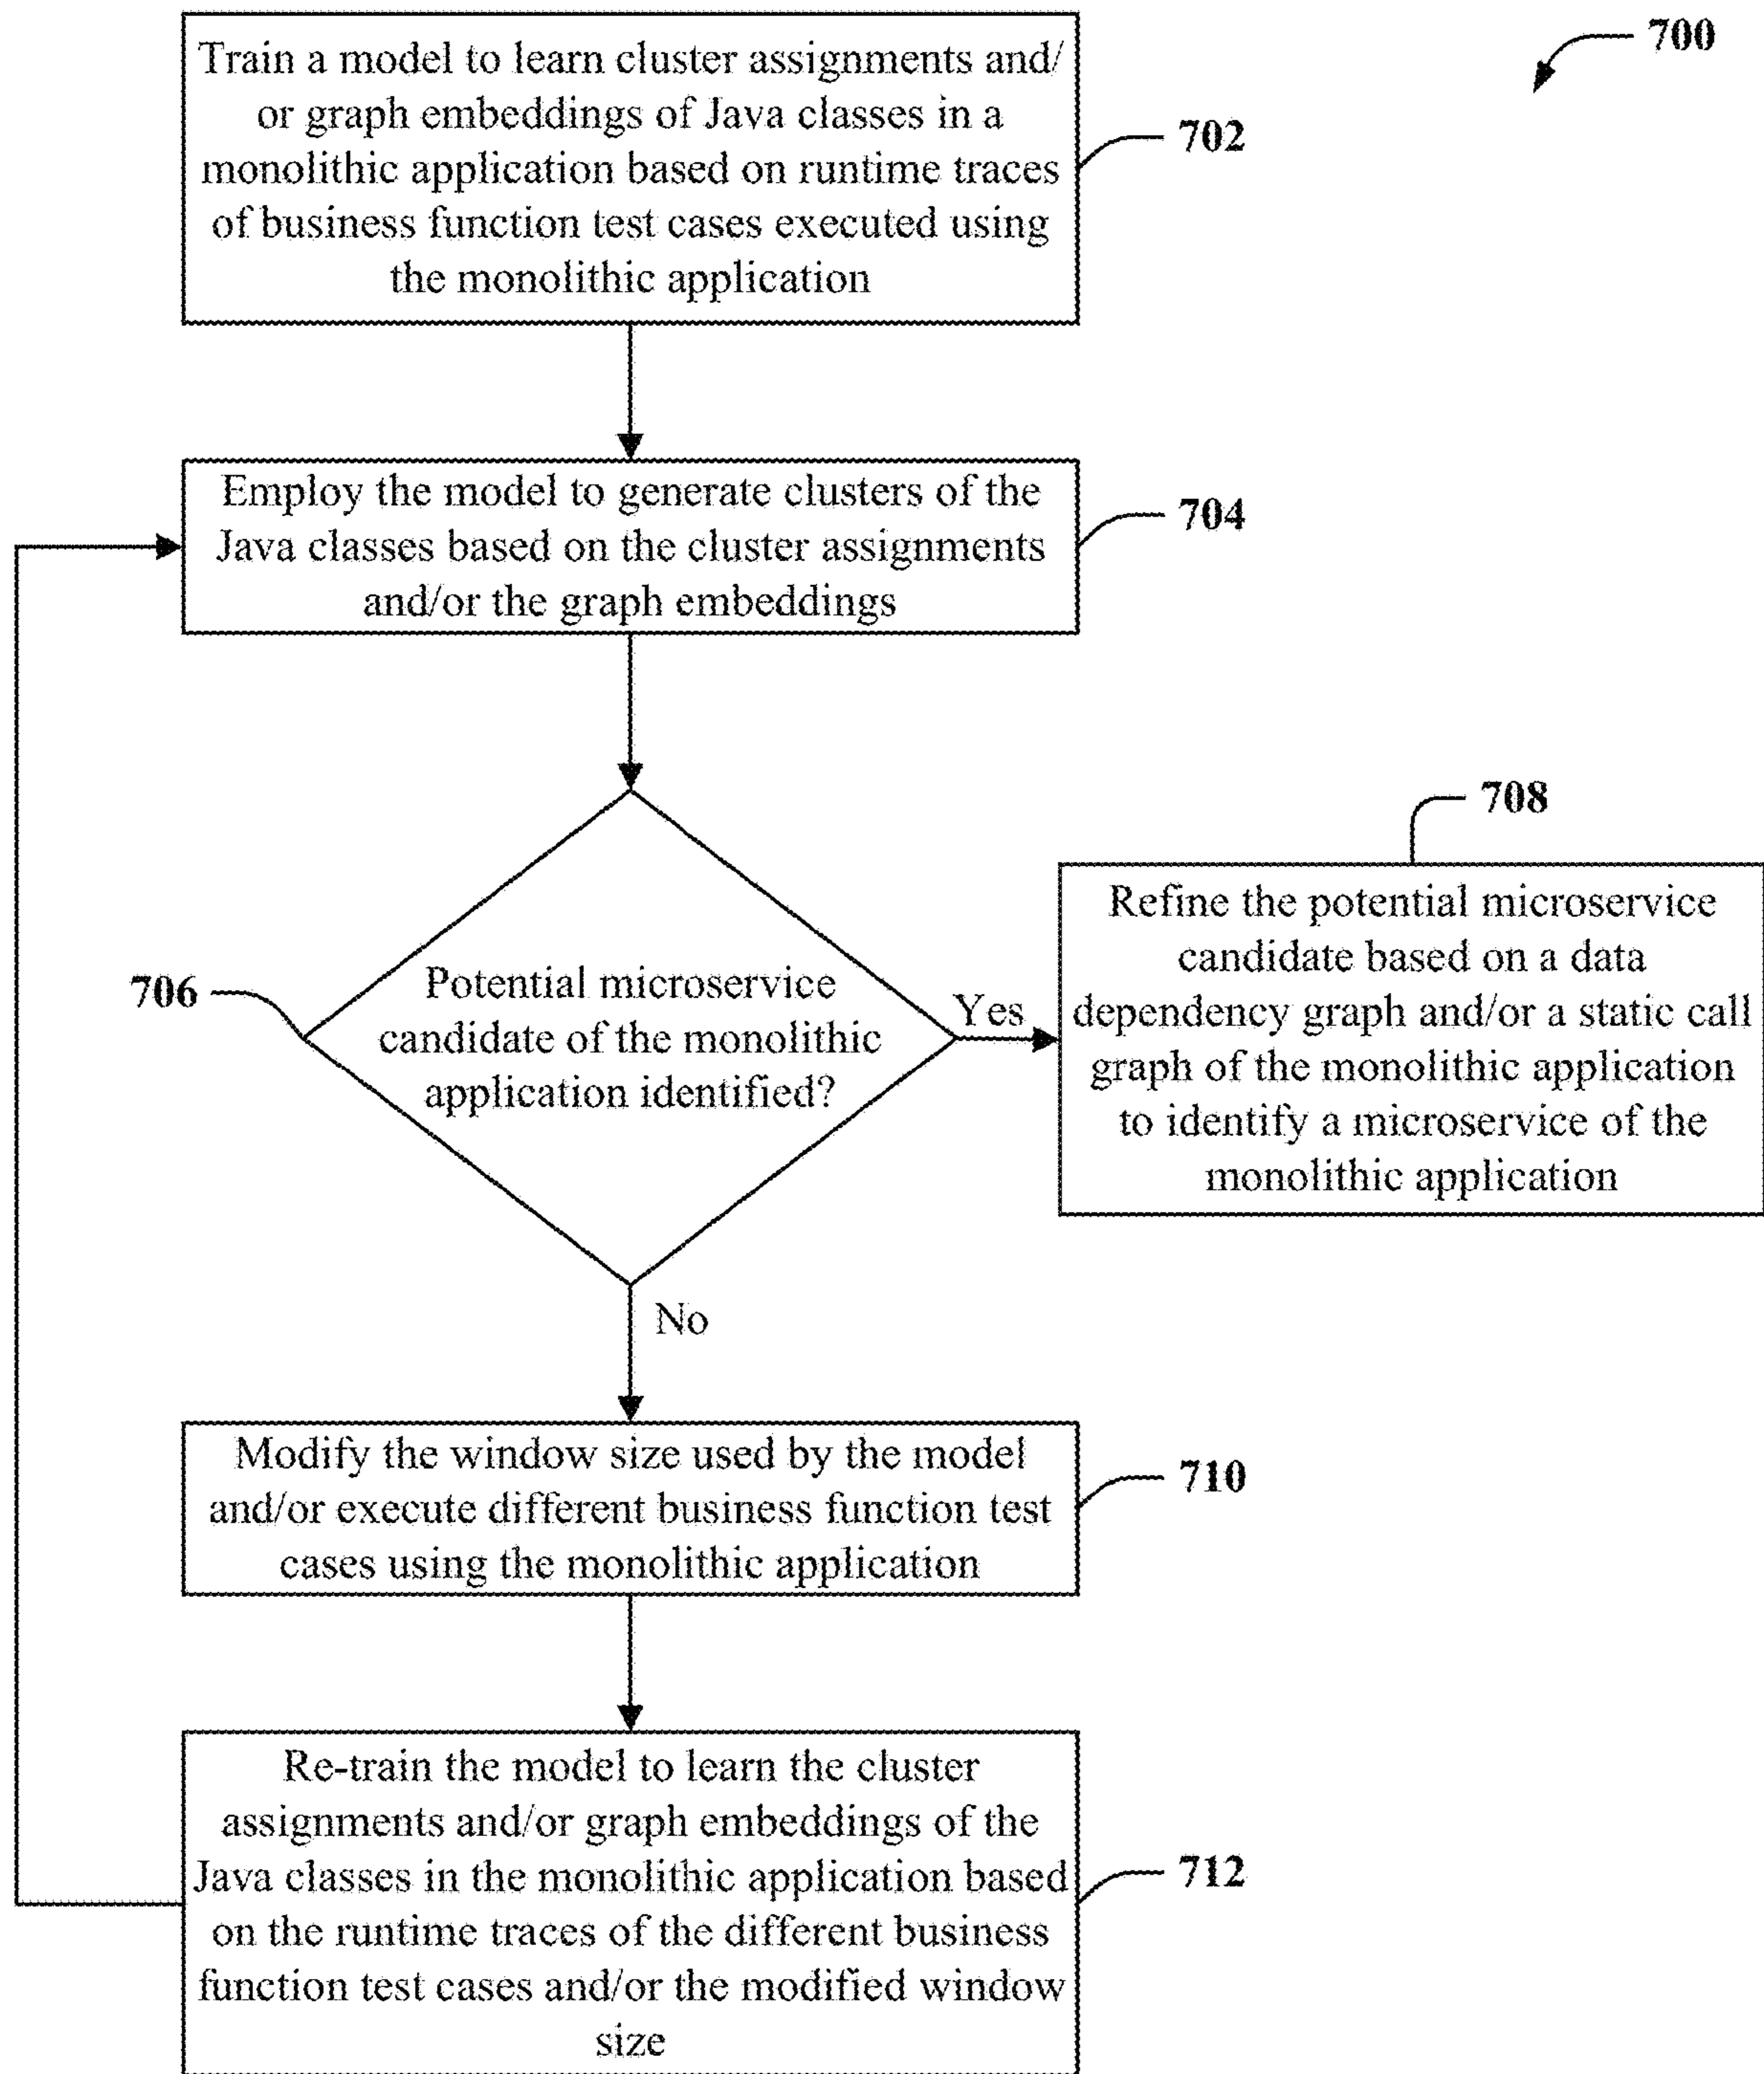 700
Train a model to learn cluster assignments and/
or graph embeddings of Java classes in a
monolithic application based on runtime traces
of business function test cases executed using
the monolithic application
702
Employ the model to generate clusters of the
Java classes based on the cluster assignments
and/or the graph embeddings
704
706
Potential microservice
candidate of the monolithic
application identified?
Yes
708
Refine the potential microservice
candidate based on a data
dependency graph and/or a static call
graph of the monolithic application
to identify a microservice of the
monolithic application
No
Modify the window size used by the model
and/or execute different business function test
cases using the monolithic application
710
Re-train the model to learn the cluster
assignments and/or graph embeddings of the
Java classes in the monolithic application based
on the runtime traces of the different business
function test cases and/or the modified window
size
712